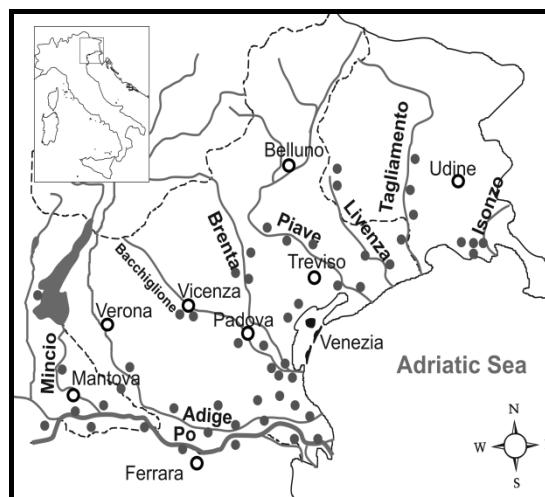 Belluno
Udine
Tagliamento
Isonzo
Livenza
Piave
Brenta
Treviso
Bacchiglione
Vicenza
Verona
Padova
Venezia
Adriatic Sea
Mincio
Mantova
Adige
Po
Ferrara
N
W
S